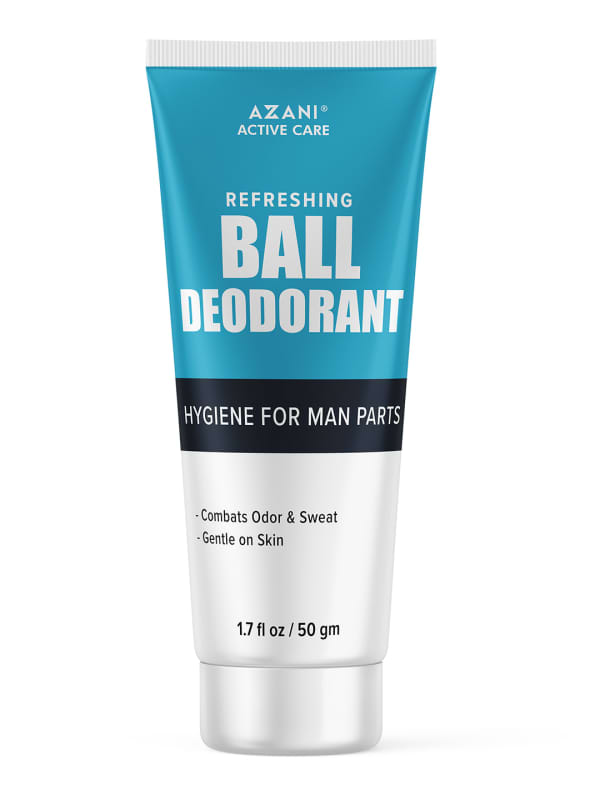 AZANI®
ACTIVE CARE
REFRESHING
BALL
DEODORANT
HYGIENE FOR MAN PARTS
- Combats Odor & Sweat
- Gentle on Skin
1.7 fl oz / 50 gm